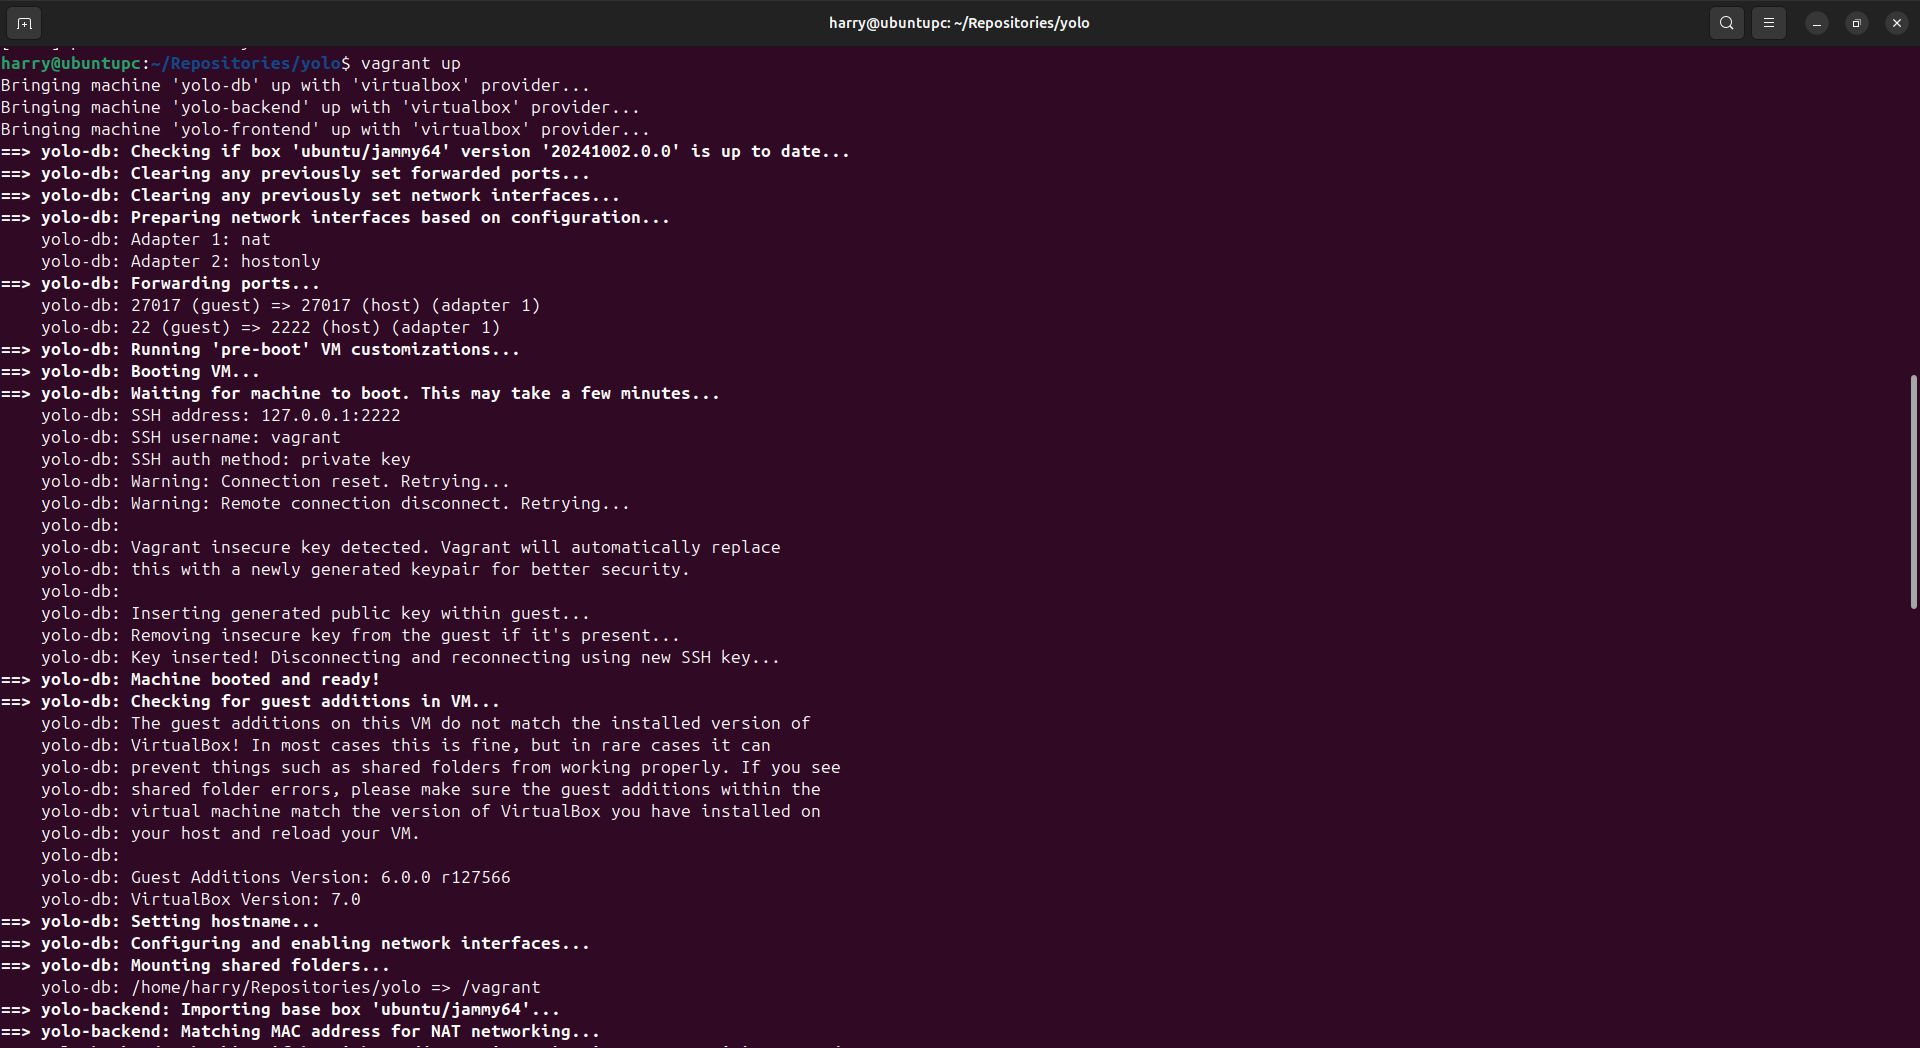 harry@ubuntupc: ~/Repositories/yolo
harry@ubuntupc:~/Repositories/yolo$ vagrant up
Bringing machine 'yolo-db' up with 'virtualbox' provider...
Bringing machine 'yolo-backend' up with 'virtualbox' provider...
Bringing machine 'yolo-frontend' up with 'virtualbox' provider...
==> yolo-db: Checking if box 'ubuntu/jammy64' version '20241002.0.0' is up to date...
==> yolo-db: Clearing any previously set forwarded ports...
==> yolo-db: Clearing any previously set network interfaces...
==> yolo-db: Preparing network interfaces based on configuration...
    yolo-db: Adapter 1: nat
    yolo-db: Adapter 2: hostonly
==> yolo-db: Forwarding ports...
    yolo-db: 27017 (guest) => 27017 (host) (adapter 1)
    yolo-db: 22 (guest) => 2222 (host) (adapter 1)
==> yolo-db: Running 'pre-boot' VM customizations...
==> yolo-db: Booting VM...
==> yolo-db: Waiting for machine to boot. This may take a few minutes...
    yolo-db: SSH address: 127.0.0.1:2222
    yolo-db: SSH username: vagrant
    yolo-db: SSH auth method: private key
    yolo-db: Warning: Connection reset. Retrying...
    yolo-db: Warning: Remote connection disconnect. Retrying...
    yolo-db:
    yolo-db: Vagrant insecure key detected. Vagrant will automatically replace
    yolo-db: this with a newly generated keypair for better security.
    yolo-db:
    yolo-db: Inserting generated public key within guest...
    yolo-db: Removing insecure key from the guest if it's present...
    yolo-db: Key inserted! Disconnecting and reconnecting using new SSH key...
==> yolo-db: Machine booted and ready!
==> yolo-db: Checking for guest additions in VM...
    yolo-db: The guest additions on this VM do not match the installed version of
    yolo-db: VirtualBox! In most cases this is fine, but in rare cases it can
    yolo-db: prevent things such as shared folders from working properly. If you see
    yolo-db: shared folder errors, please make sure the guest additions within the
    yolo-db: virtual machine match the version of VirtualBox you have installed on
    yolo-db: your host and reload your VM.
    yolo-db:
    yolo-db: Guest Additions Version: 6.0.0 r127566
    yolo-db: VirtualBox Version: 7.0
==> yolo-db: Setting hostname...
==> yolo-db: Configuring and enabling network interfaces...
==> yolo-db: Mounting shared folders...
    yolo-db: /home/harry/Repositories/yolo => /vagrant
==> yolo-backend: Importing base box 'ubuntu/jammy64'...
==> yolo-backend: Matching MAC address for NAT networking...